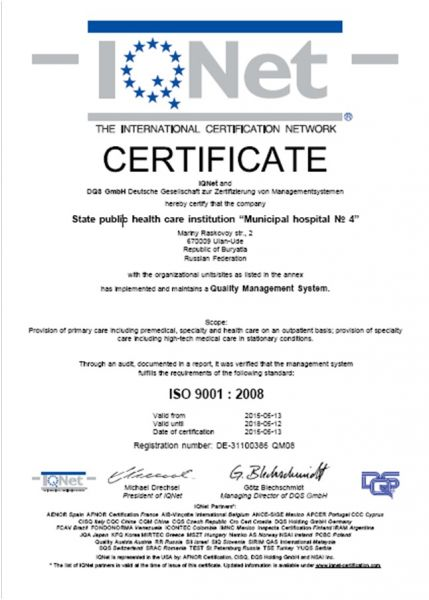 IQNet
®
THE INTERNATIONAL CERTIFICATION NETWORK
CERTIFICATE
IQNet and
DQS GmbH Deutsche Gesellschaft zur Zertifizierung von Managementsystemen
hereby certify that the company
State public health care institution “Municipal hospital № 4”
Mariny Raskovoy str., 2
670009 Ulan-Ude
Republic of Buryatia
Russian Federation
with the organizational units/sites as listed in the annex
has implemented and maintains a Quality Management System.
Scope:
Provision of primary care including premedical, specialty and health care on an outpatient basis; provision of specialty
care including high-tech medical care in stationary conditions.
Through an audit, documented in a report, it was verified that the management system
fulfills the requirements of the following standard:
ISO 9001 : 2008
Valid from 2015-05-13
Valid until 2018-05-12
Date of certification 2015-05-13
Registration number: DE-31100385 QM08
IQNet
Michael Drechsel
President of IQNet
G. Blechschmidt
Götz Blechschmidt
Managing Director of DQS GmbH
DQS
IQNet Partners*:
AENOR Spain AFNOR Certification France AIB-Vinçotte International Belgium ANCE-SIGE Mexico APCER Portugal CCC Cyprus
CISQ Italy CQC China CQM China CQS Czech Republic Cro Cert Croatia DQS Holding GmbH Germany
FCAV Brazil FONDONORMA Venezuela ICONTEC Colombia IMNC Mexico Inspecta Certification Finland IRAM Argentina
JQA Japan KFQ Korea MIRTEC Greece MSZT Hungary Nemko AS Norway NSAI Ireland PCBC Poland
Quality Austria Austria RR Russia SII Israel SIQ Slovenia SIRIM QAS International Malaysia
SQS Switzerland SRAC Romania TEST St Petersburg Russia TSE Turkey YUQS Serbia
IQNet is represented in the USA by: AFNOR Certification, CISQ, DQS Holding GmbH and NSAI Inc.
* The list of IQNet partners is valid at the time of issue of this certificate. Updated information is available under www.iqnet-certification.com